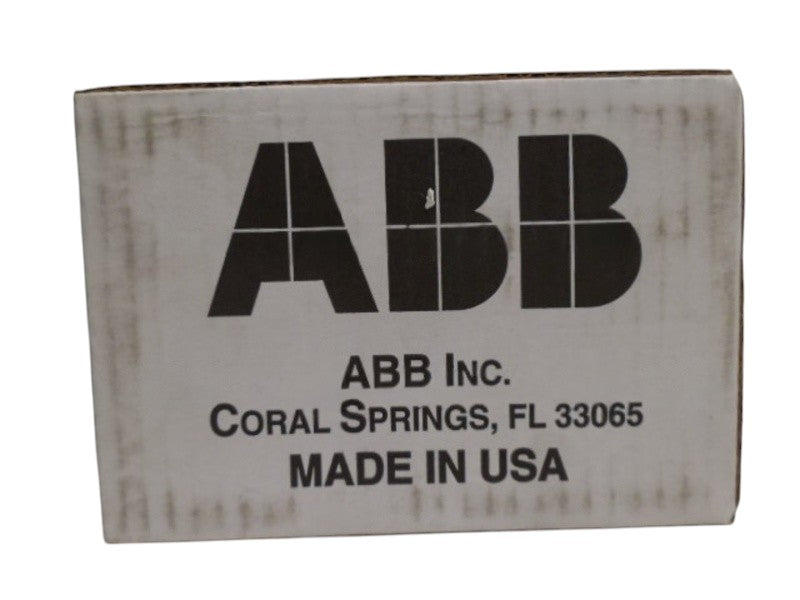 ABB
ABB INC.
CORAL SPRINGS, FL 33065
MADE IN USA